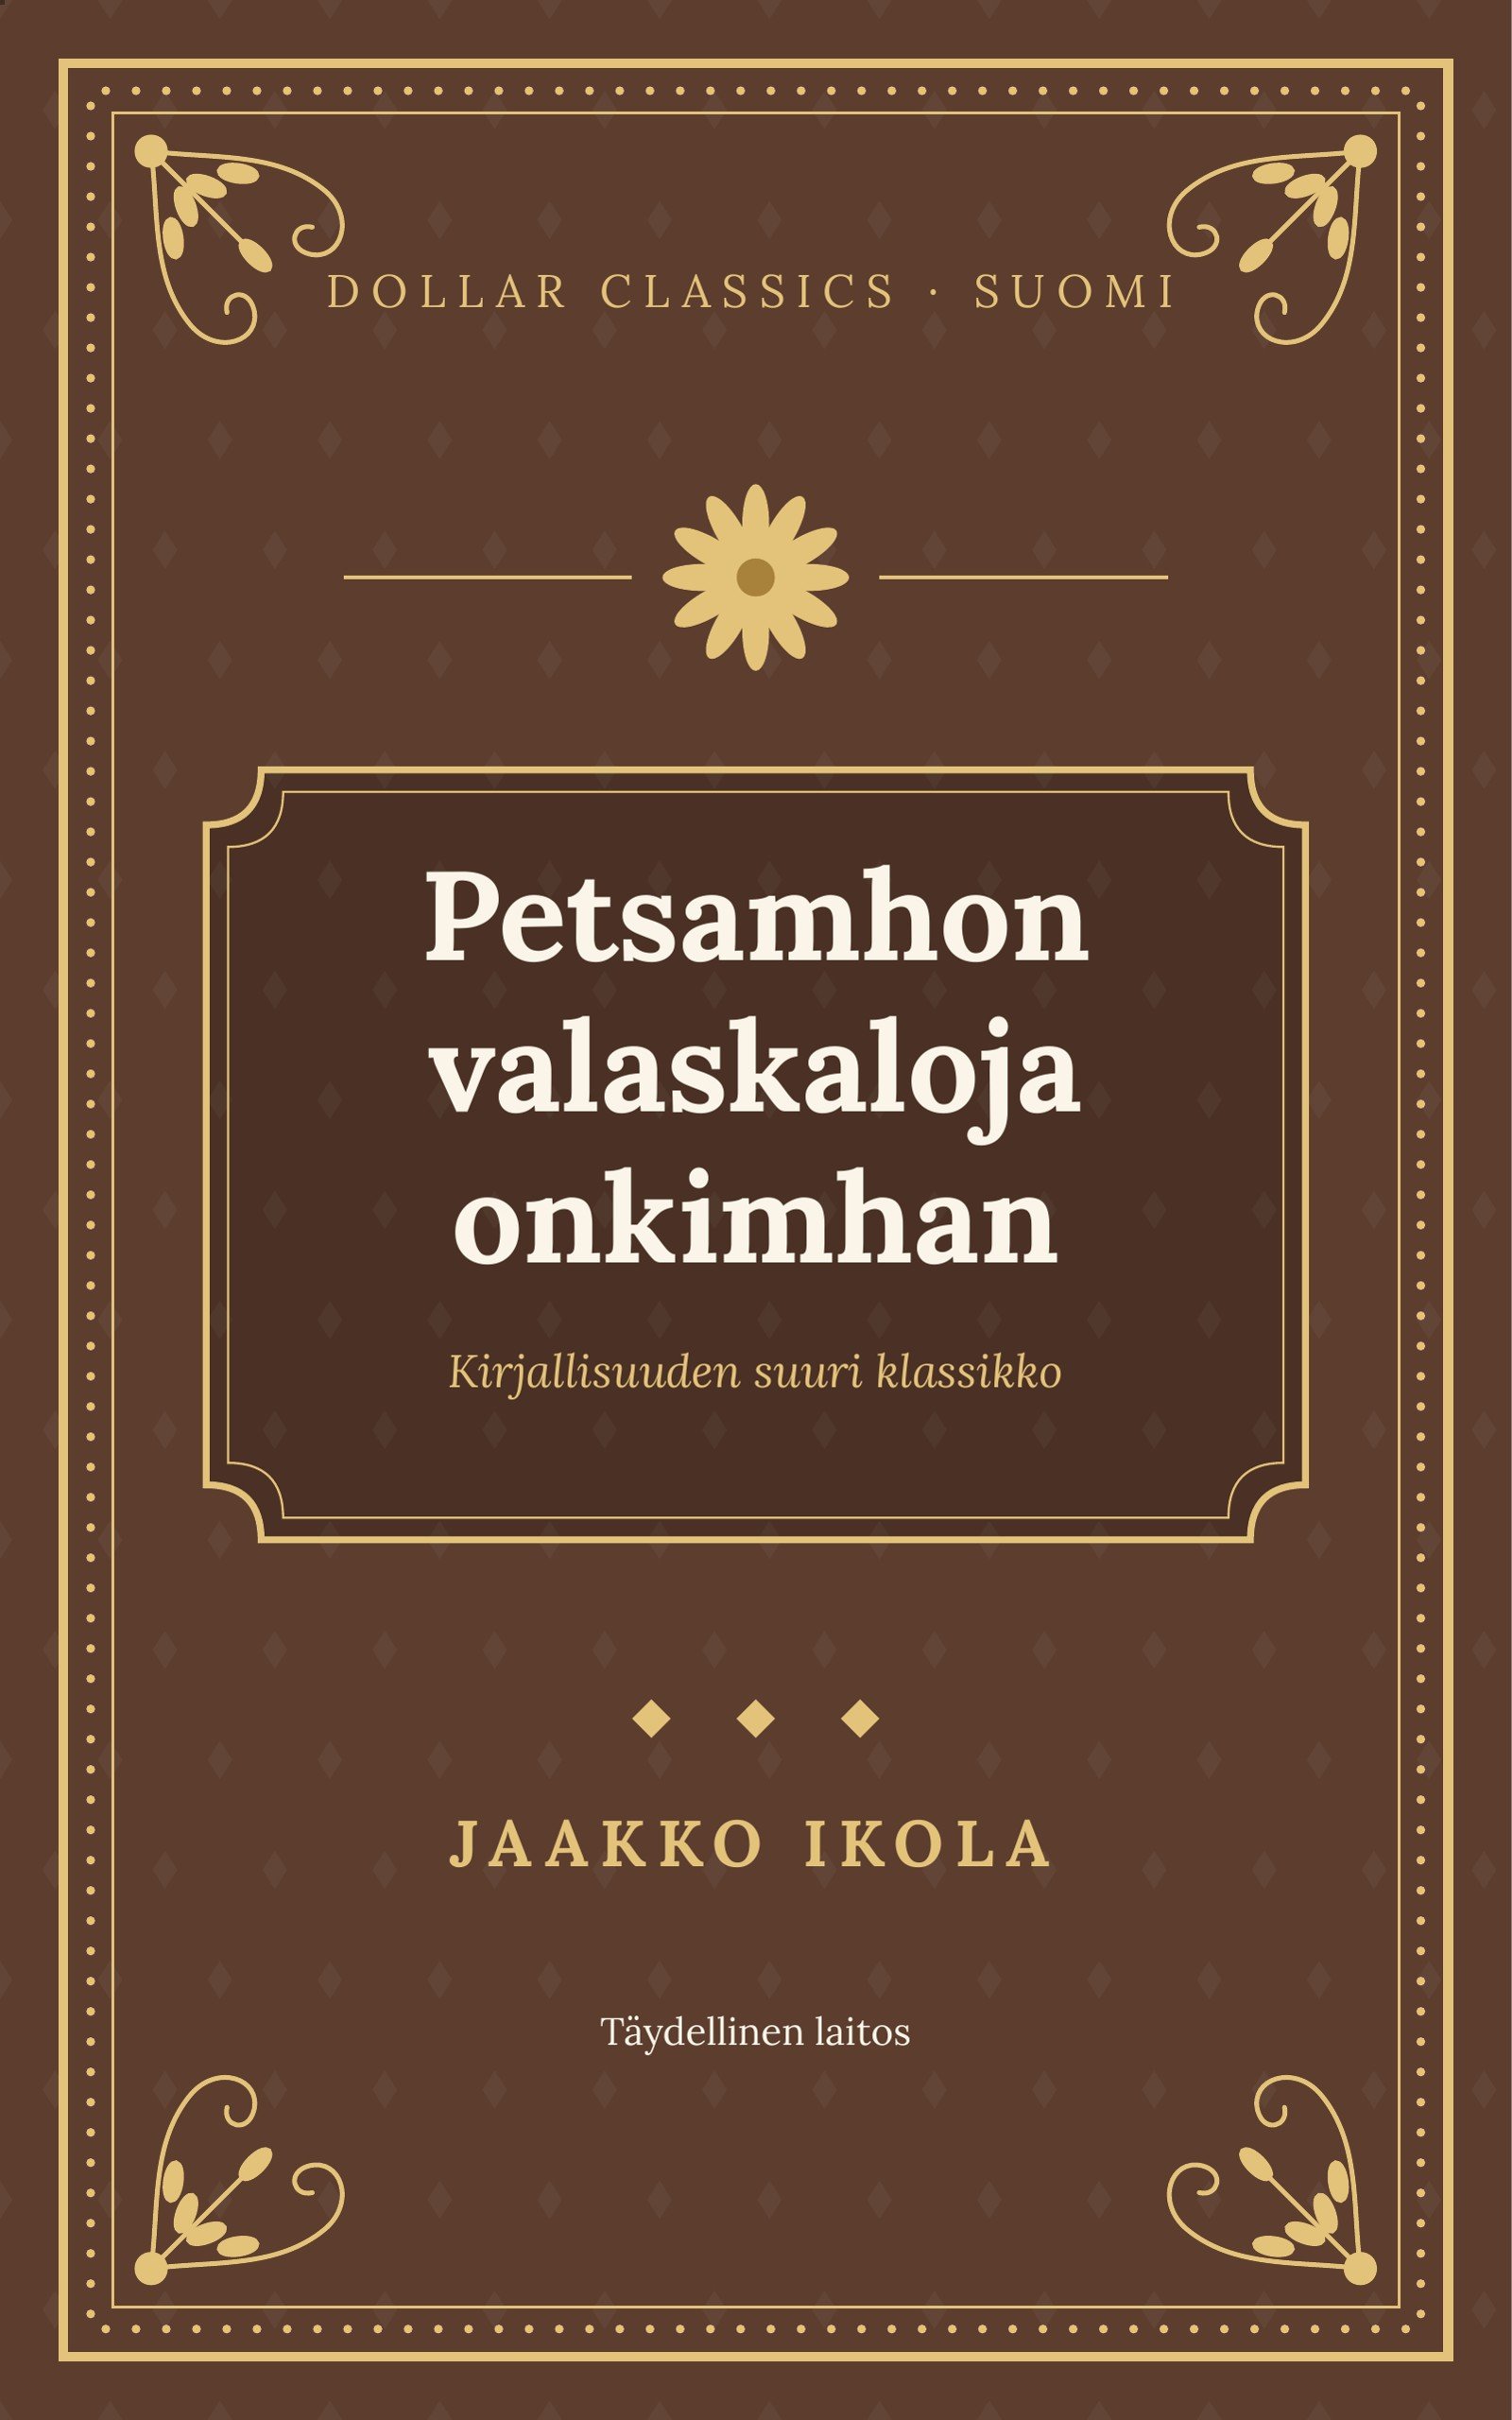 DOLLAR CLASSICS · SUOMI
Petsamhon
valaskaloja
onkimhan
Kirjallisuuden suuri klassikko
JAAKKO IKOLA
Täydellinen laitos